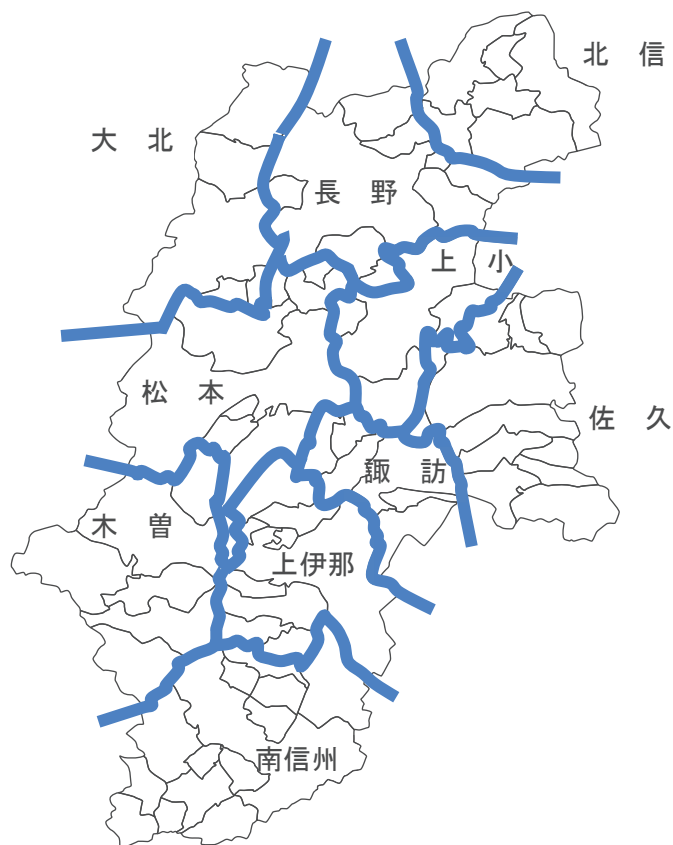 北 信
大 北
長 野
上 小
松 本
佐 久
諏 訪
木 曽
上伊那
南信州